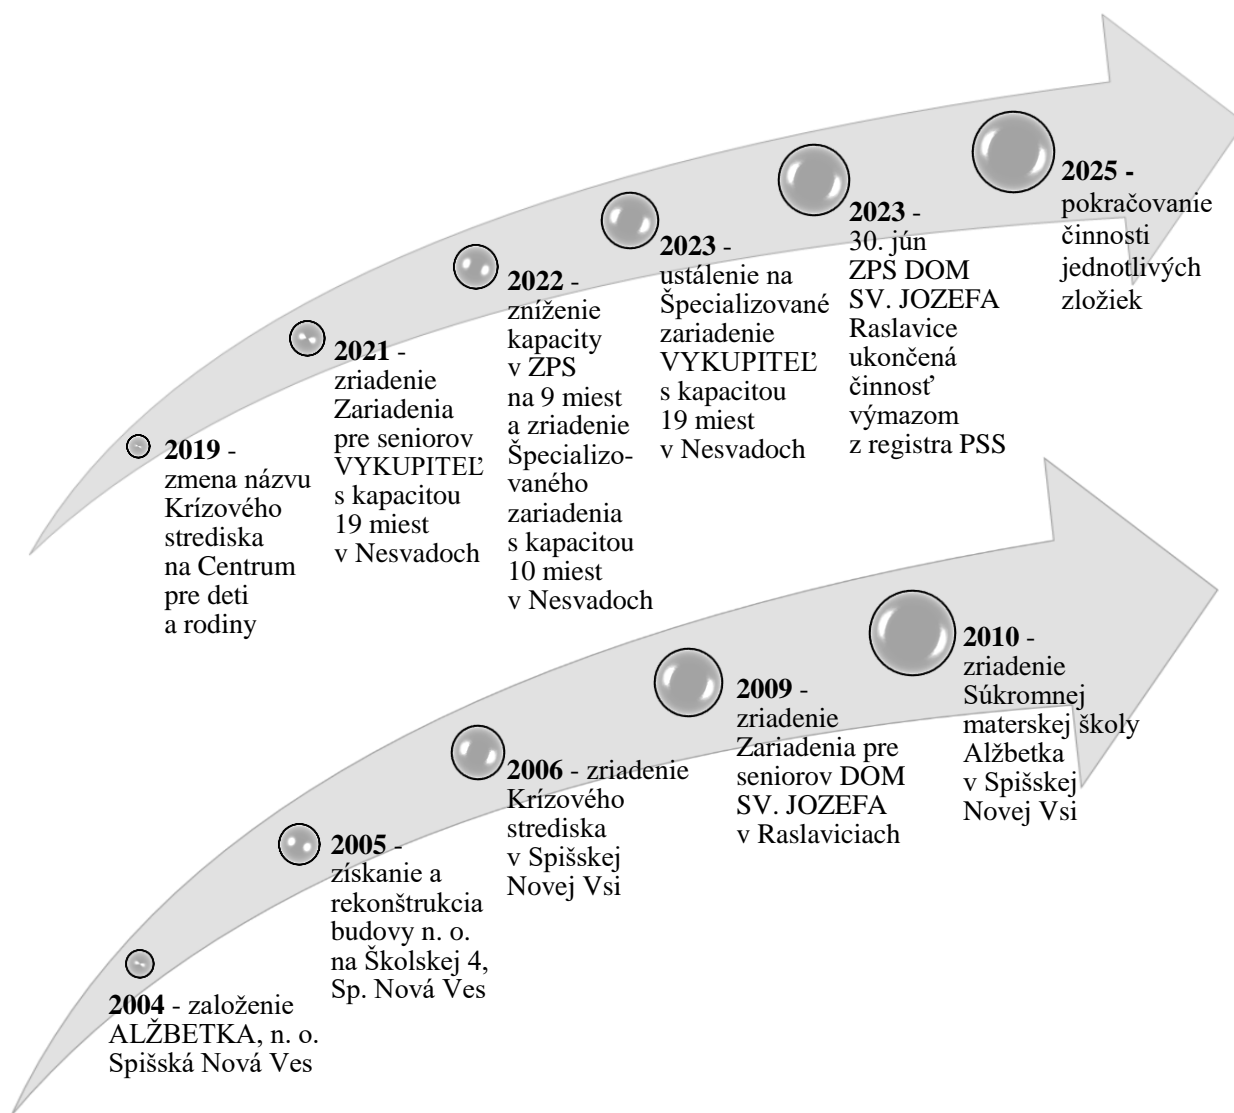 2019 -
zmena názvu
Krízového
strediska
na Centrum
pre deti
a rodiny
2021 -
zriadenie
Zariadenia
pre seniorov
VYKUPITEĽ
s kapacitou
19 miest
v Nesvadoch
2022 -
zníženie
kapacity
v ZPS
na 9 miest
a zriadenie
Špecializo-
vaného
zariadenia
s kapacitou
10 miest
v Nesvadoch
2023 -
ustálenie na
Špecializované
zariadenie
VYKUPITEĽ
s kapacitou
19 miest
v Nesvadoch
2023 -
30. jún
ZPS DOM
SV. JOZEFA
Raslavice
ukončená
činnosť
výmazom
z registra PSS
2025 -
pokračovanie
činnosti
jednotlivých
zložiek
2004 - založenie
ALŽBETKA, n. o.
Spišská Nová Ves
2005 -
získanie a
rekonštrukcia
budovy n. o.
na Školskej 4,
Sp. Nová Ves
2006 - zriadenie
Krízového
strediska
v Spišskej
Novej Vsi
2009 -
zriadenie
Zariadenia pre
seniorov DOM
SV. JOZEFA
v Raslaviciach
2010 -
zriadenie
Súkromnej
materskej školy
Alžbetka
v Spišskej
Novej Vsi